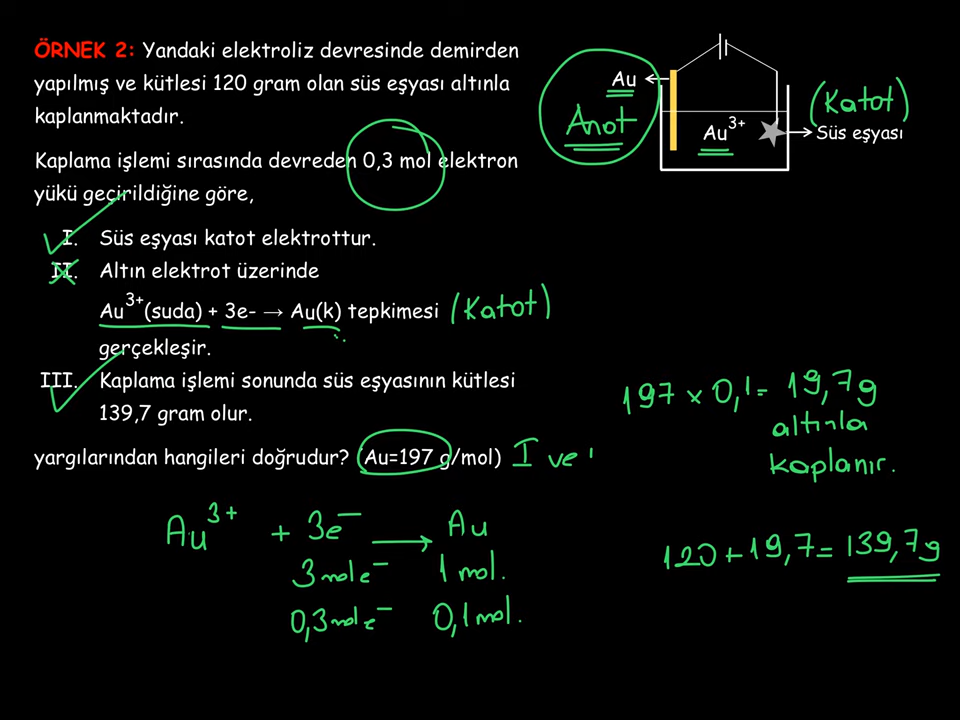 ÖRNEK 2: Yandaki elektroliz devresinde demirden
yapılmış ve kütlesi 120 gram olan süs eşyası altınla
kaplanmaktadır.
Kaplama işlemi sırasında devreden 0,3 mol elektron
yükü geçirildiğine göre,
I. Süs eşyası katot elektrottur.
II. Altın elektrot üzerinde
Au3+(suda) + 3e- → Au(k) tepkimesi (Katot)
gerçekleşir.
III. Kaplama işlemi sonunda süs eşyasının kütlesi
139,7 gram olur.
yargılarından hangileri doğrudur? (Au=197 g/mol) I ve
Au
Anot
Au3+
(Katot)
Süs eşyası
197 x 0,1 = 19,7g
altınla
kaplanır.
120 + 19,7 = 139,7g
Au3+ + 3e− → Au
3 mol e− 1 mol.
0,3 mol e− 0,1 mol.